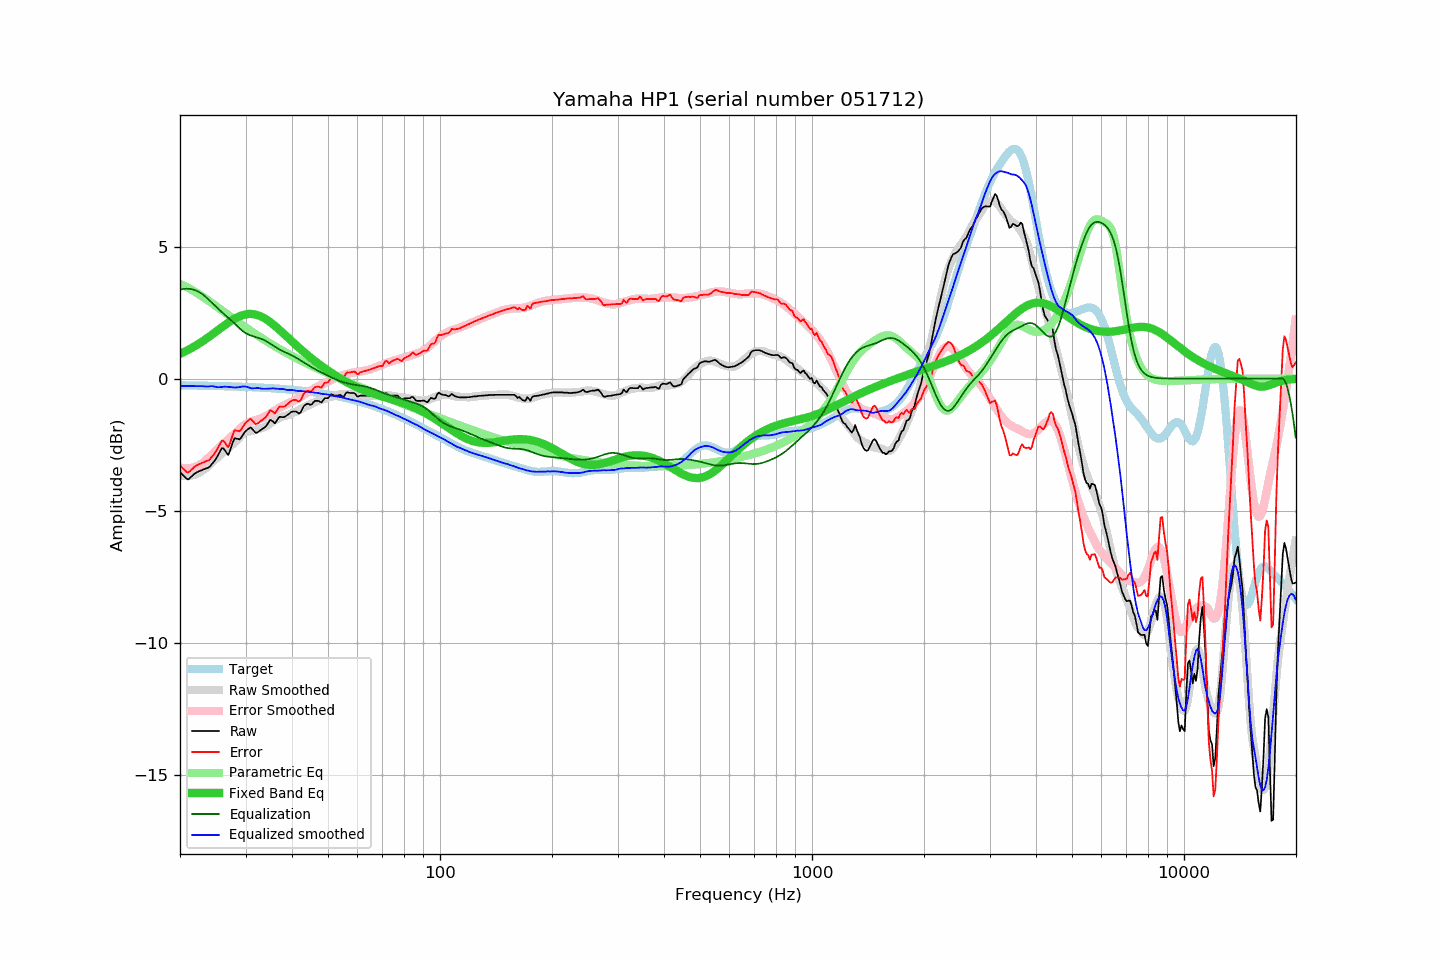 Yamaha HP1 (serial number 051712)
Amplitude (dBr)
5
0
−5
−10
−15
Target
Raw Smoothed
Error Smoothed
Raw
Error
Parametric Eq
Fixed Band Eq
Equalization
Equalized smoothed
100
1000
10000
Frequency (Hz)